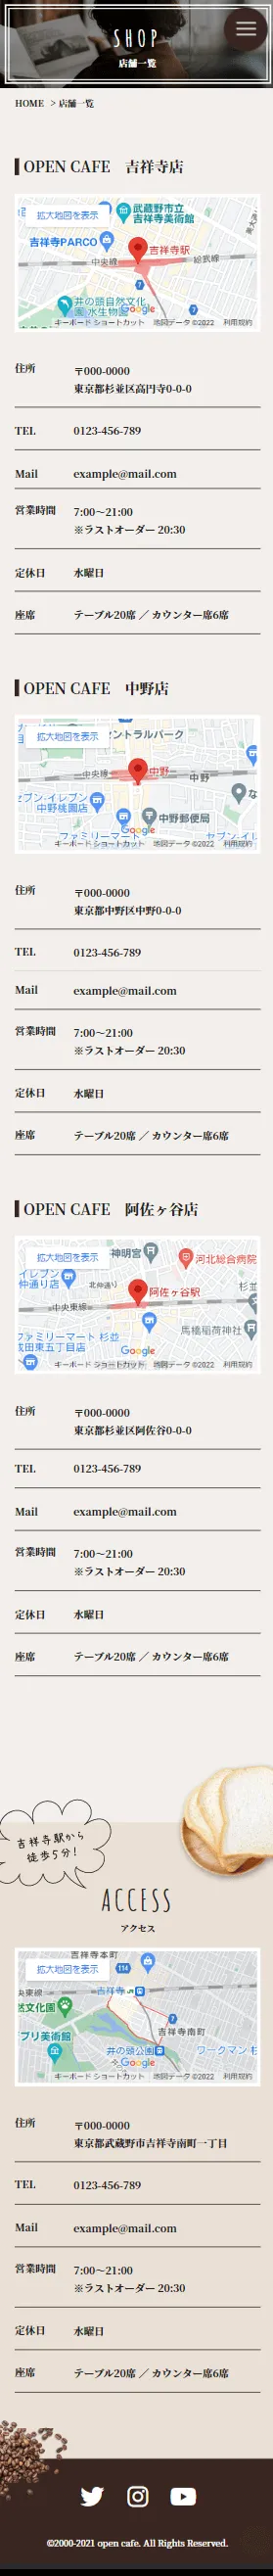 SHOP
店舗一覧
HOME > 店舗一覧
OPEN CAFE 吉祥寺店
拡大地図を表示
武蔵野市立
吉祥寺美術館
吉祥寺PARCO
吉祥寺駅
中央線
総武線
井の頭自然文化
園 水生物
Google
キーボード ショートカット 地図データ ©2022 利用規約
住所
〒000-0000
東京都杉並区高円寺0-0-0
TEL 0123-456-789
Mail example@mail.com
営業時間
7:00〜21:00
※ラストオーダー 20:30
定休日 水曜日
座席 テーブル20席 ／ カウンター席6席
OPEN CAFE 中野店
ントラルパーク
拡大地図を表示
中央線
中野
中野
セブン-イレブン
中野桃園店
な
中野郵便局
ファミリーマート
セブン-イ
Google
キーボード ショートカット 地図データ ©2022 利用規約
住所
〒000-0000
東京都中野区中野0-0-0
TEL 0123-456-789
Mail example@mail.com
営業時間
7:00〜21:00
※ラストオーダー 20:30
定休日 水曜日
座席 テーブル20席 ／ カウンター席6席
OPEN CAFE 阿佐ヶ谷店
神明宮
拡大地図を表示
河北総合病院
イレブン
仲通り店
北仲通り
杉並
阿佐ヶ谷駅
中央東線
ファミリーマート 杉並
成田東五丁目店
馬橋稲荷神社
Google
キーボード ショートカット 地図データ ©2022 利用規約
住所
〒000-0000
東京都杉並区阿佐谷0-0-0
TEL 0123-456-789
Mail example@mail.com
営業時間
7:00〜21:00
※ラストオーダー 20:30
定休日 水曜日
座席 テーブル20席 ／ カウンター席6席
吉祥寺駅から
徒歩5分!
ACCESS
アクセス
吉祥寺本町
拡大地図を表示
114
吉祥寺
央東線
然文化園
吉祥寺南町
ブリ美術館
井の頭公園
ワークマン
Google
キーボード ショートカット 地図データ ©2022 利用規約
住所
〒000-0000
東京都武蔵野市吉祥寺南町一丁目
TEL 0123-456-789
Mail example@mail.com
営業時間
7:00〜21:00
※ラストオーダー 20:30
定休日 水曜日
座席 テーブル20席 ／ カウンター席6席
©2000-2021 open cafe. All Rights Reserved.